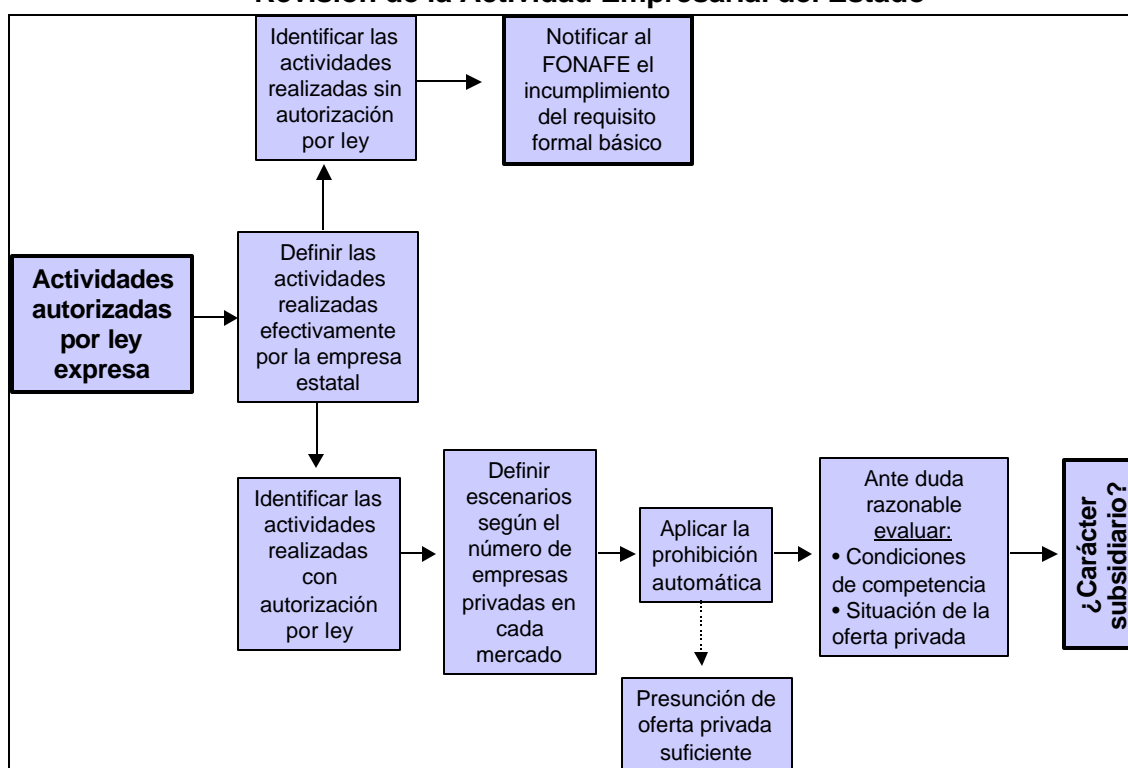 Revisión de la Actividad Empresarial del Estado
Identificar las
actividades
realizadas sin
autorización
por ley
Notificar al
FONAFE el
incumplimiento
del requisito
formal básico
Actividades
autorizadas
por ley
expresa
Definir las
actividades
realizadas
efectivamente
por la empresa
estatal
Identificar las
actividades
realizadas
con
autorización
por ley
Definir
escenarios
según el
número de
empresas
privadas en
cada
mercado
Aplicar la
prohibición
automática
Presunción de
oferta privada
suficiente
Ante duda
razonable
evaluar:
• Condiciones
de competencia
• Situación de la
oferta privada
¿Carácter
subsidiario?